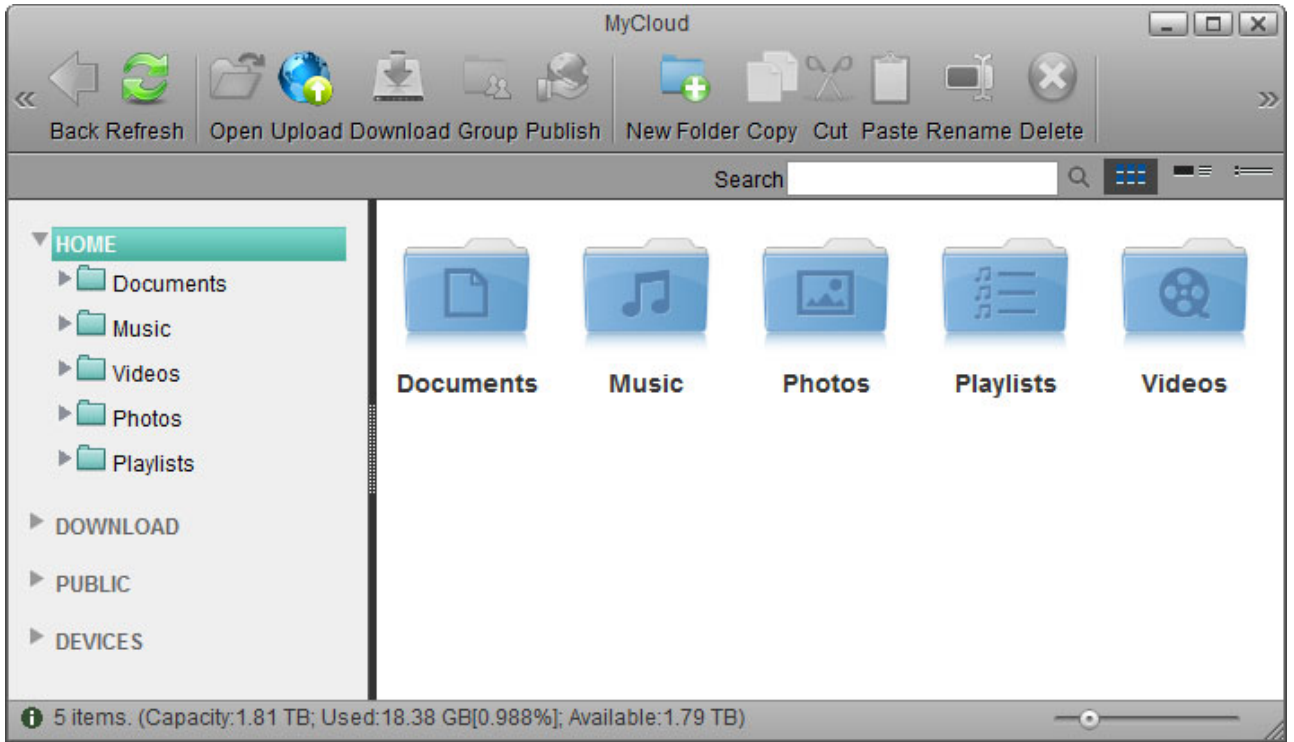 MyCloud
Back Refresh Open Upload Download Group Publish New Folder Copy Cut Paste Rename Delete
Search
HOME
Documents
Music
Videos
Photos
Playlists
DOWNLOAD
PUBLIC
DEVICES
Documents Music Photos Playlists Videos
5 items. (Capacity:1.81 TB; Used:18.38 GB[0.988%]; Available:1.79 TB)